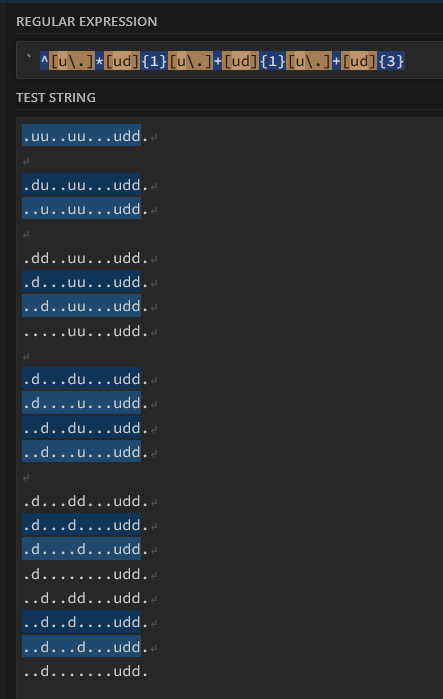 REGULAR EXPRESSION
` ^[u\.]*[ud]{1}[u\.]+[ud]{1}[u\.]+[ud]{3}
TEST STRING
.uu..uu...udd.↵
↵
.du..uu...udd.↵
..u..uu...udd.↵
↵
.dd..uu...udd.↵
.d...uu...udd.↵
..d..uu...udd.↵
.....uu...udd.↵
↵
.d...du...udd.↵
.d....u...udd.↵
..d..du...udd.↵
..d...u...udd.↵
↵
.d...dd...udd.↵
.d...d....udd.↵
.d....d...udd.↵
.d........udd.↵
..d..dd...udd.↵
..d..d....udd.↵
..d...d...udd.↵
..d.......udd.